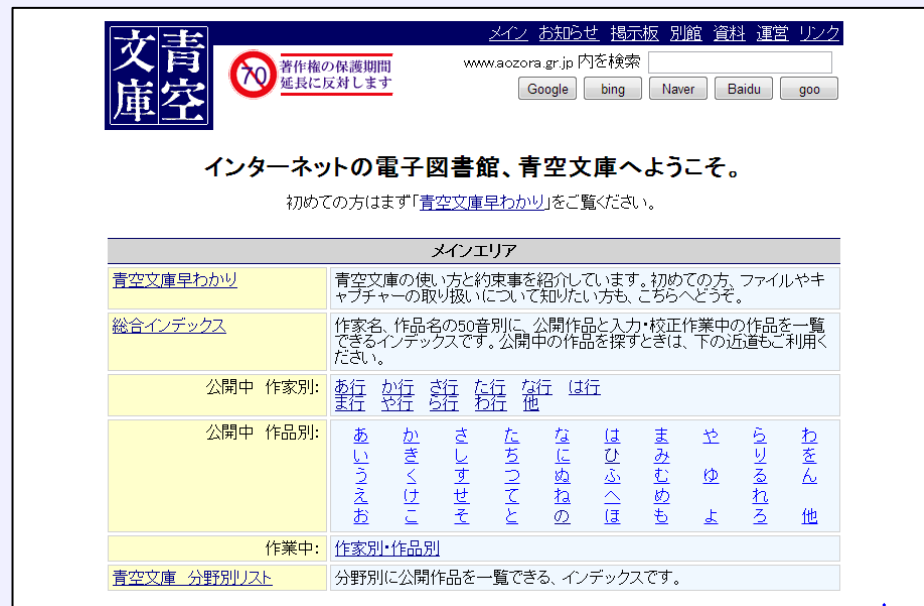 青空
文庫
70
著作権の保護期間
延長に反対します
メイン お知らせ 掲示板 別館 資料 運営 リンク
www.aozora.gr.jp 内を検索
Google bing Naver Baidu goo
インターネットの電子図書館、青空文庫へようこそ。
初めての方はまず「青空文庫早わかり」をご覧ください。
メインエリア
青空文庫早わかり
青空文庫の使い方と約束事を紹介しています。初めての方、ファイルやキ
ャプチャーの取り扱いについて知りたい方も、こちらへどうぞ。
総合インデックス
作家名、作品名の50音別に、公開作品と入力・校正作業中の作品を一覧
できるインデックスです。公開中の作品を探すときは、下の近道もご利用く
ださい。
公開中 作家別:
あ行 か行 さ行 た行 な行 は行
ま行 や行 ら行 わ行 他
公開中 作品別:
あ か さ た な は ま や ら わ
い き し ち に ひ み り を
う く す つ ぬ ふ む ゆ る ん
え け せ て ね へ め れ
お こ そ と の ほ も よ ろ 他
作業中:
作家別・作品別
青空文庫 分野別リスト
分野別に公開作品を一覧できる、インデックスです。